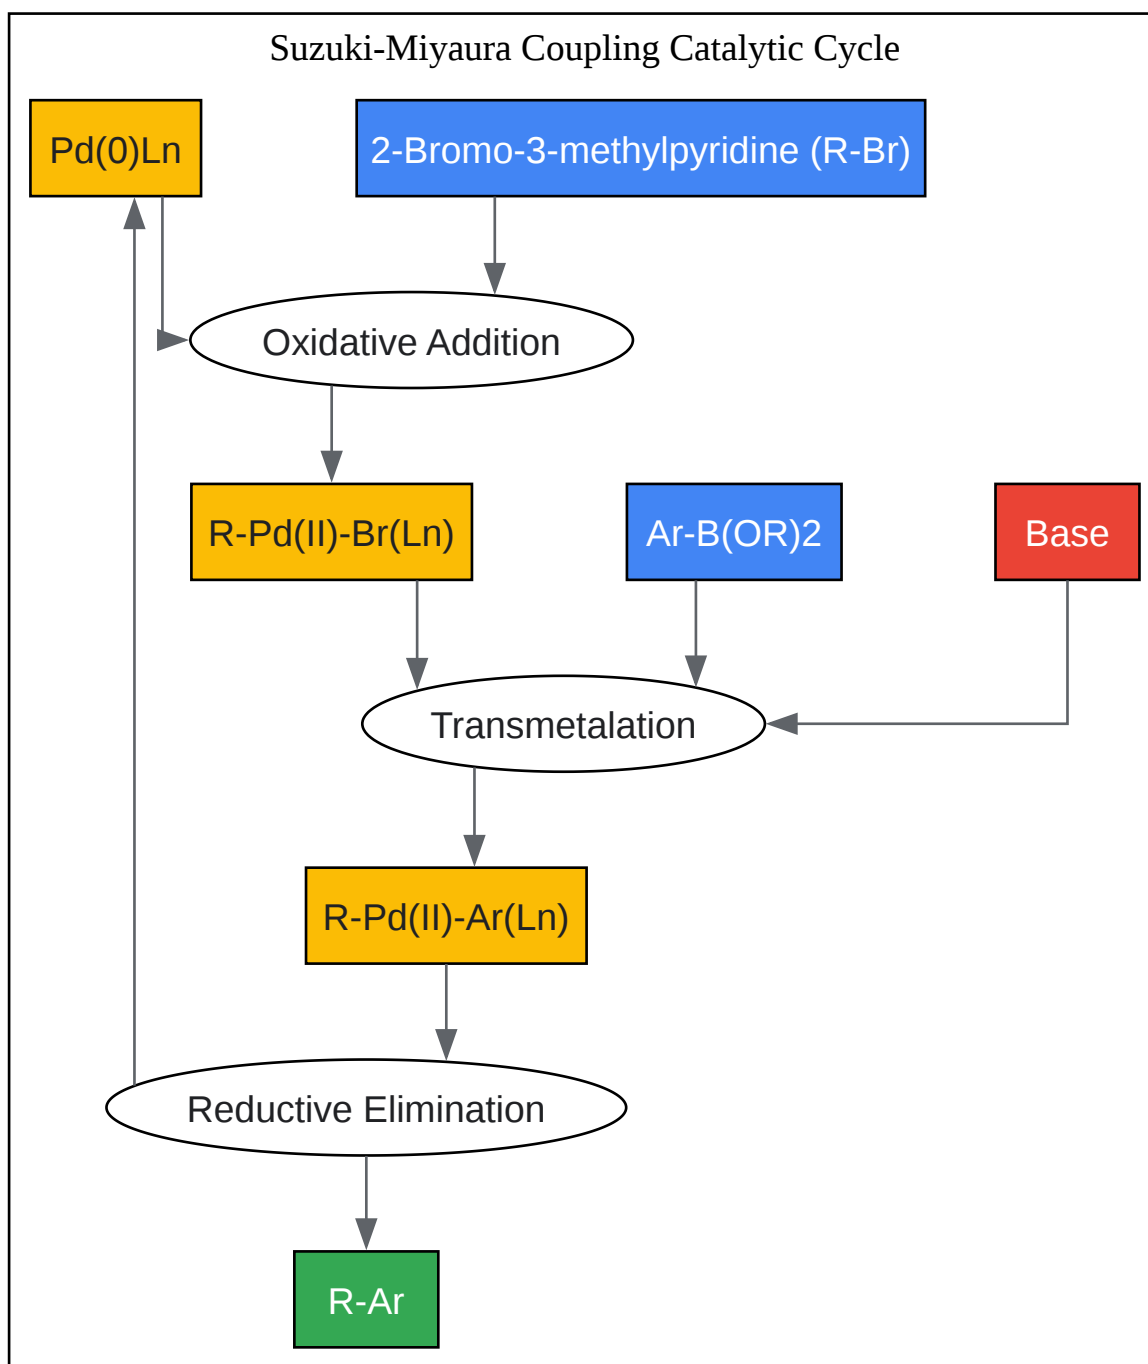 Suzuki-Miyaura Coupling Catalytic Cycle
Pd(0)Ln
2-Bromo-3-methylpyridine (R-Br)
Oxidative Addition
R-Pd(II)-Br(Ln)
Ar-B(OR)2
Base
Transmetalation
R-Pd(II)-Ar(Ln)
Reductive Elimination
R-Ar